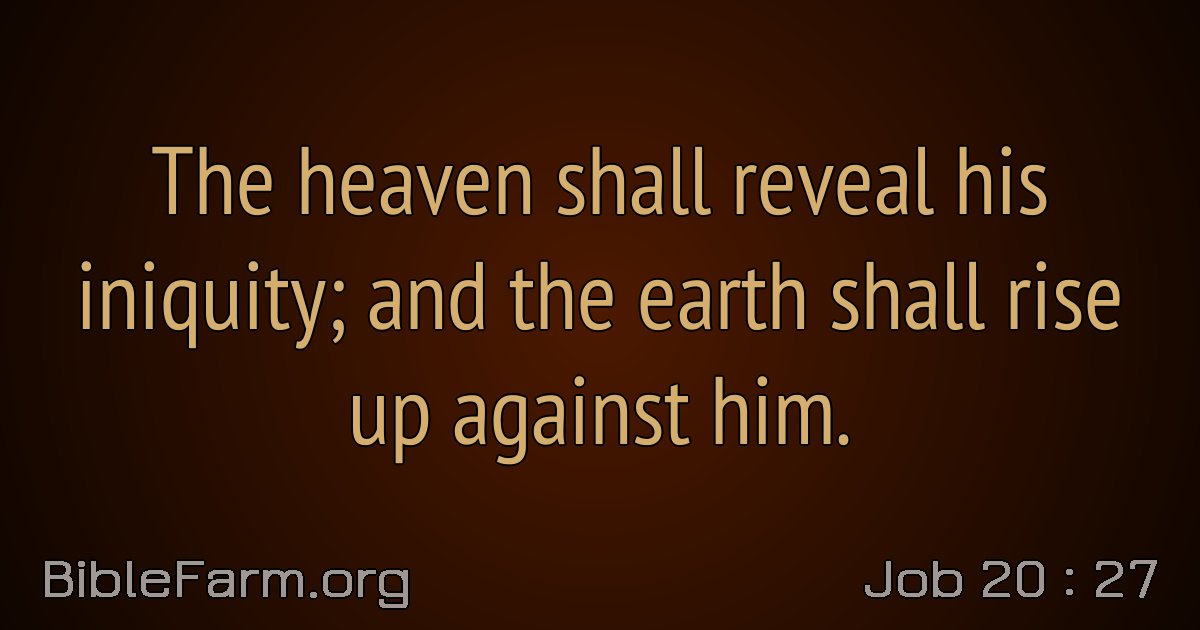 The heaven shall reveal his
iniquity; and the earth shall rise
up against him.
BibleFarm.org
Job 20 : 27